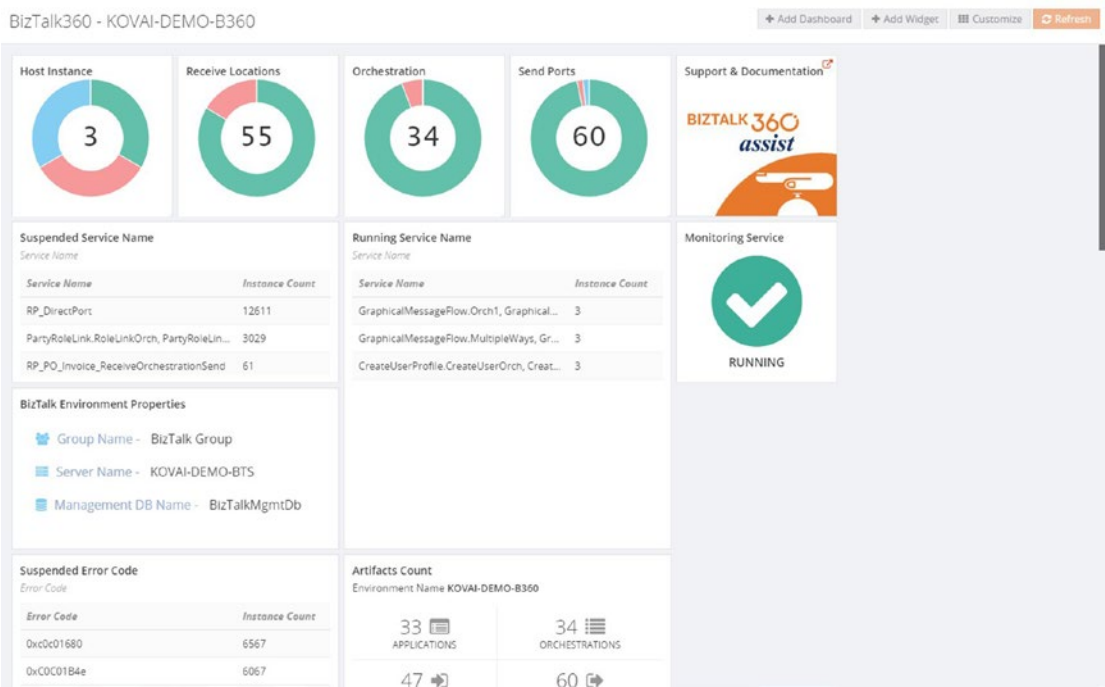 BizTalk360 - KOVAI-DEMO-B360
Add Dashboard
Add Widget
Customize
Refresh
Host Instance
3
Receive Locations
55
Orchestration
34
Send Ports
60
Support & Documentation
BIZTALK 360
assist
Suspended Service Name
Service Name
Service Name Instance Count
RP_DirectPort 12611
PartyRoleLink.RoleLinkOrch, PartyRoleLin... 3029
RP_PO_Invoice_ReceiveOrchestrationSend 61
Running Service Name
Service Name
Service Name Instance Count
GraphicalMessageFlow.Orch1, Graphical... 3
GraphicalMessageFlow.MultipleWays, Gr... 3
CreateUserProfile.CreateUserOrch, Creat... 3
Monitoring Service
RUNNING
BizTalk Environment Properties
Group Name - BizTalk Group
Server Name - KOVAI-DEMO-BTS
Management DB Name - BizTalkMgmtDb
Suspended Error Code
Error Code
Error Code Instance Count
0xc0c01680 6567
0xC0C01B4e 6067
Artifacts Count
Environment Name KOVAI-DEMO-B360
33
APPLICATIONS
34
ORCHESTRATIONS
47
60